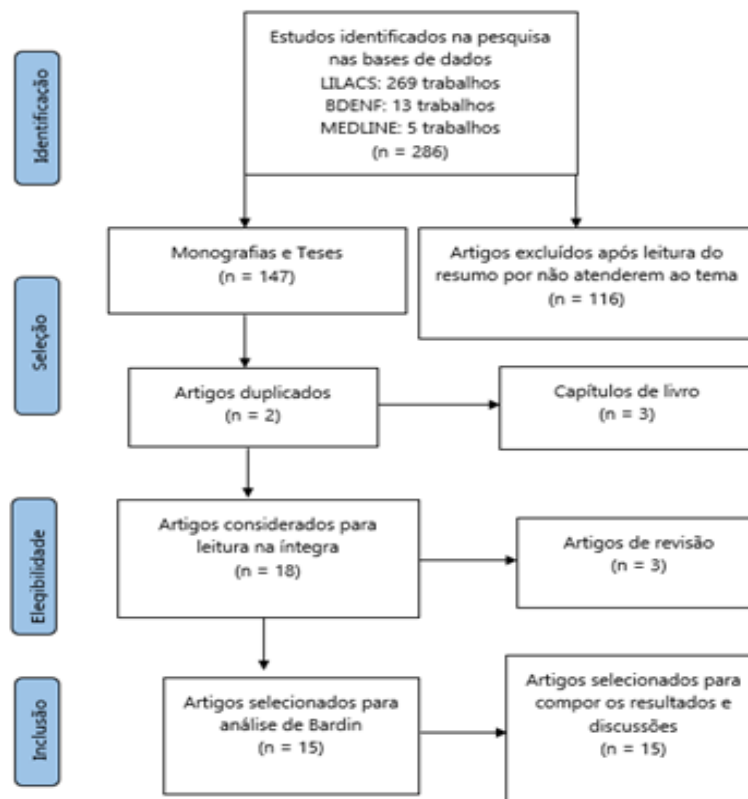 Identificação
Estudos identificados na pesquisa
nas bases de dados
LILACS: 269 trabalhos
BDENF: 13 trabalhos
MEDLINE: 5 trabalhos
(n = 286)
Seleção
Monografias e Teses
(n = 147)
Artigos excluídos após leitura do
resumo por não atenderem ao tema
(n = 116)
Artigos duplicados
(n = 2)
Capítulos de livro
(n = 3)
Elegibilidade
Artigos considerados para
leitura na íntegra
(n = 18)
Artigos de revisão
(n = 3)
Inclusão
Artigos selecionados para
análise de Bardin
(n = 15)
Artigos selecionados para
compor os resultados e
discussões
(n = 15)